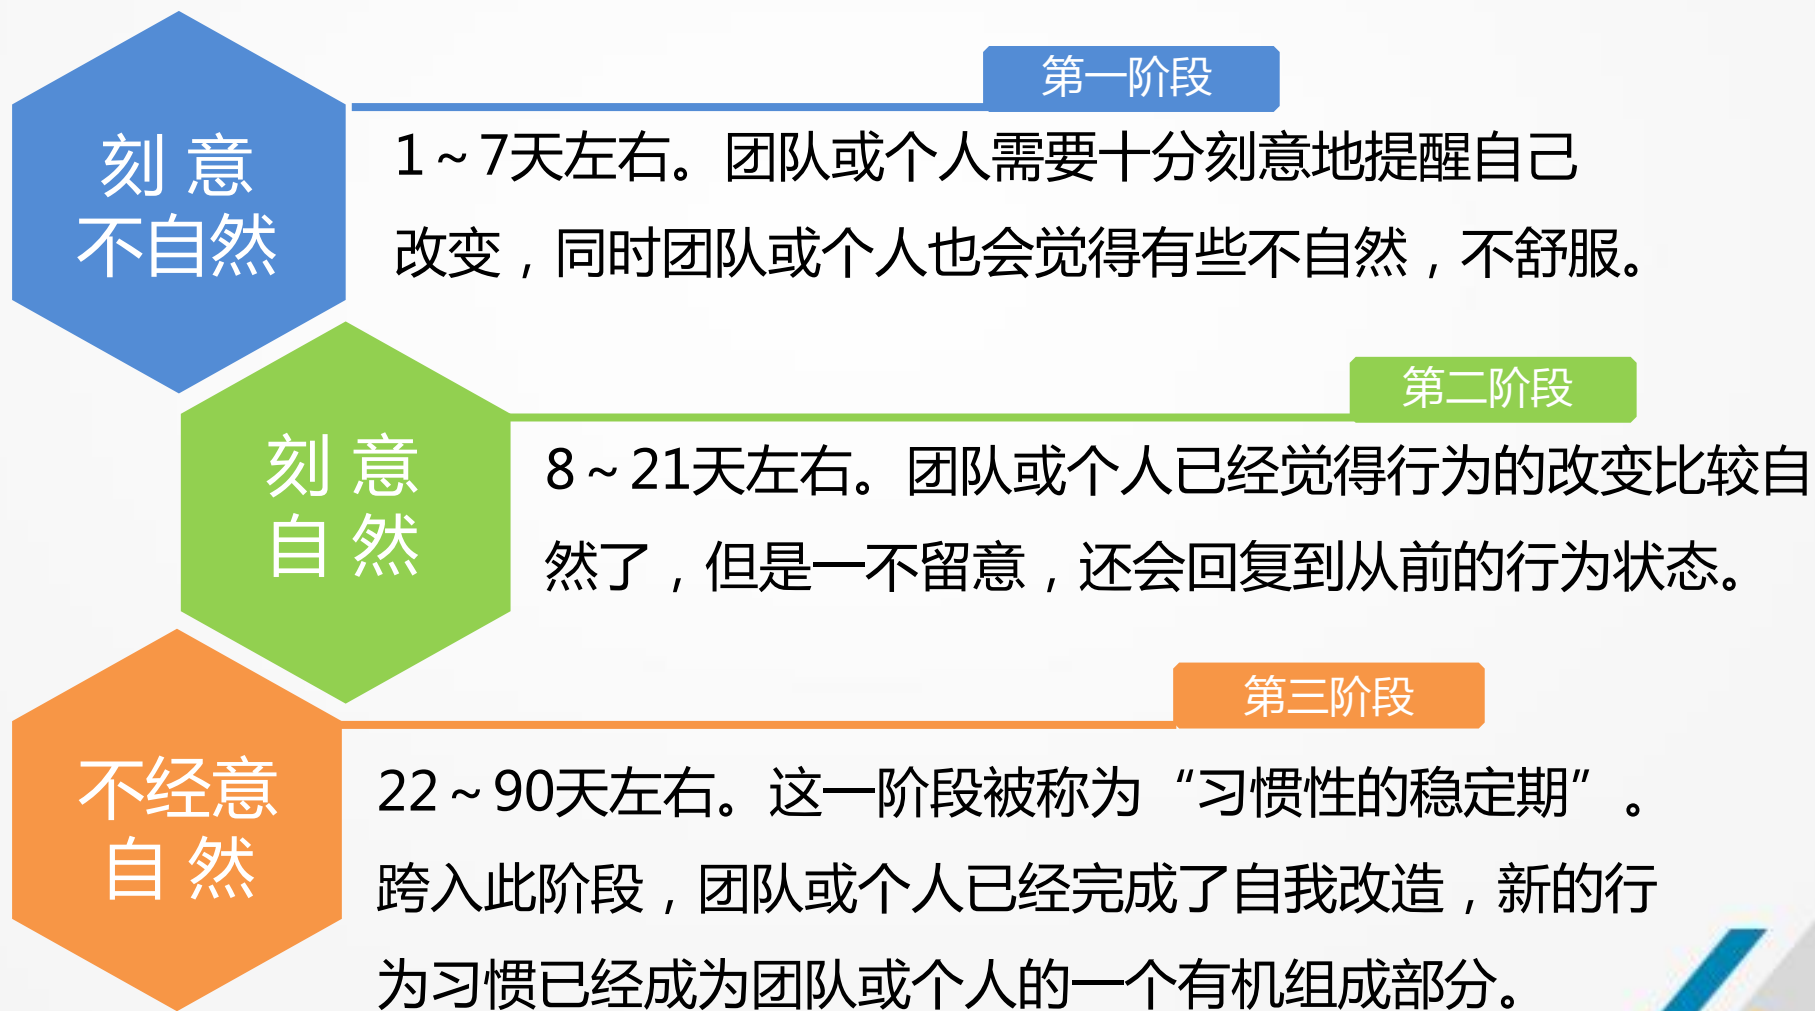 第一阶段
刻 意
不自然
1～7天左右。团队或个人需要十分刻意地提醒自己
改变，同时团队或个人也会觉得有些不自然，不舒服。
第二阶段
刻 意
自 然
8～21天左右。团队或个人已经觉得行为的改变比较自
然了，但是一不留意，还会回复到从前的行为状态。
第三阶段
不经意
自 然
22～90天左右。这一阶段被称为“习惯性的稳定期”。
跨入此阶段，团队或个人已经完成了自我改造，新的行
为习惯已经成为团队或个人的一个有机组成部分。